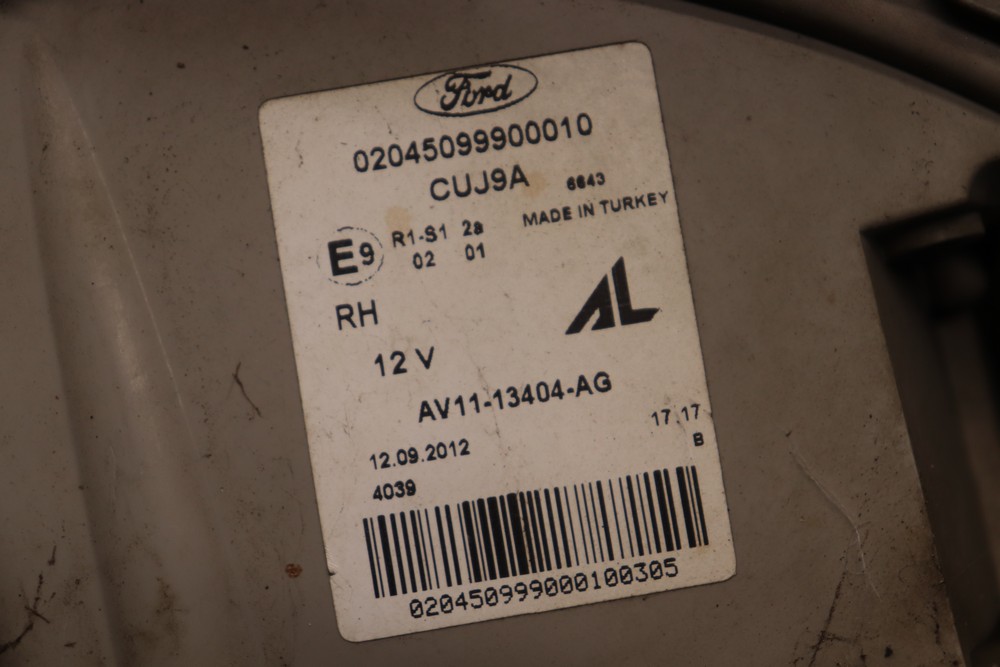 Ford
02045099900010
CUJ9A 6643
MADE IN TURKEY
E9 R1-S1 2a
02 01
RH
AL
12 V
AV11-13404-AG
12.09.2012 17 17
4039 B
020450999000100305